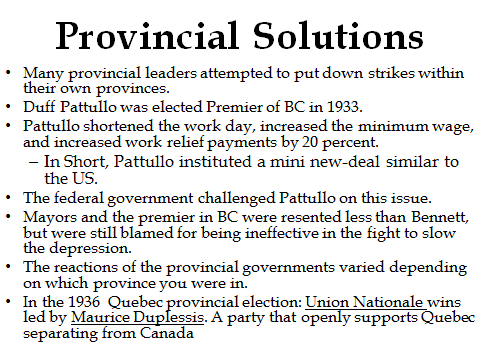 Provincial Solutions
• Many provincial leaders attempted to put down strikes within
their own provinces.
• Duff Pattullo was elected Premier of BC in 1933.
• Pattullo shortened the work day, increased the minimum wage,
and increased work relief payments by 20 percent.
– In Short, Pattullo instituted a mini new-deal similar to
the US.
• The federal government challenged Pattullo on this issue.
• Mayors and the premier in BC were resented less than Bennett,
but were still blamed for being ineffective in the fight to slow
the depression.
• The reactions of the provincial governments varied depending
on which province you were in.
• In the 1936 Quebec provincial election: Union Nationale wins
led by Maurice Duplessis. A party that openly supports Quebec
separating from Canada